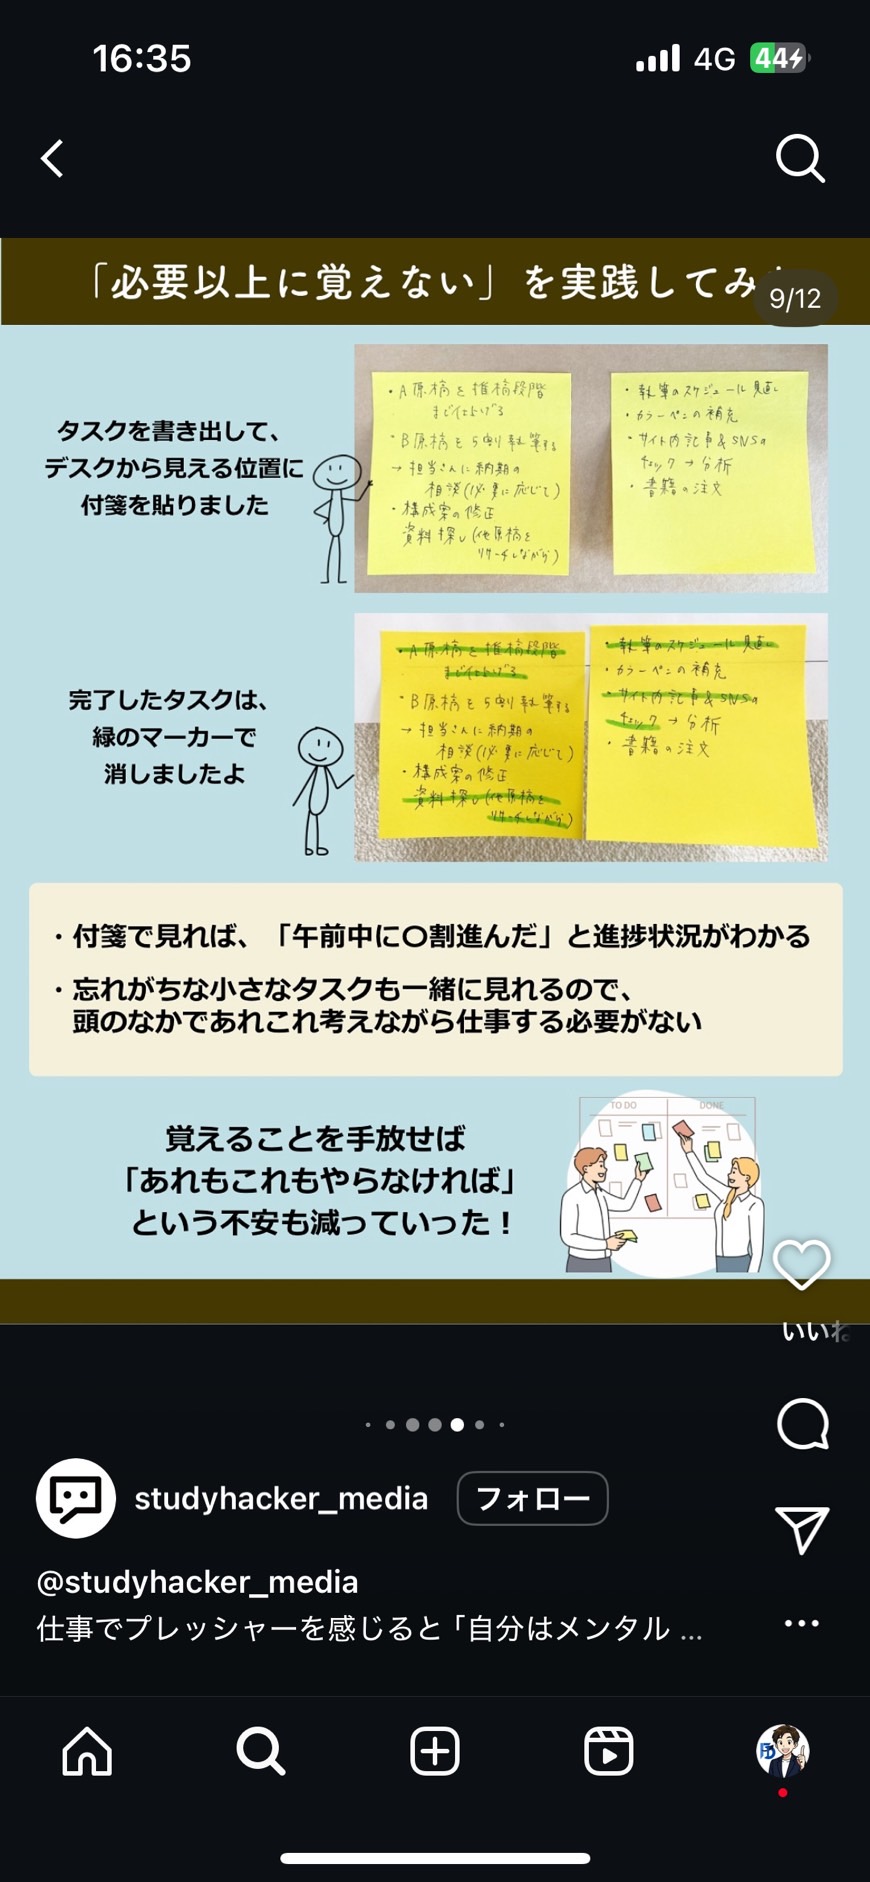 16:35
4G
44
「必要以上に覚えない」を実践してみ
9/12
タスクを書き出して、
デスクから見える位置に
付箋を貼りました
・A原稿を推稿段階
まで仕上げる
・B原稿を5割執筆する
→担当さんに納期の
相談(必要に応じて)
・構成案の修正
資料探し(他原稿を
リサーチしながら)
・執筆のスケジュール見直し
・カラーペンの補充
・サイト内記事&SNSの
チェック→分析
・書籍の注文
完了したタスクは、
緑のマーカーで
消しましたよ
・A原稿を推稿段階
まで仕上げる
・B原稿を5割執筆する
→担当さんに納期の
相談(必要に応じて)
・構成案の修正
資料探し(他原稿を
リサーチしながら)
・執筆のスケジュール見直し
・カラーペンの補充
・サイト内記事&SNSの
チェック→分析
・書籍の注文
・付箋で見れば、「午前中に〇割進んだ」と進捗状況がわかる
・忘れがちな小さなタスクも一緒に見れるので、
頭のなかであれこれ考えながら仕事する必要がない
覚えることを手放せば
「あれもこれもやらなければ」
という不安も減っていった！
TO DO
DONE
いいね
studyhacker_media
フォロー
@studyhacker_media
仕事でプレッシャーを感じると「自分はメンタル ...